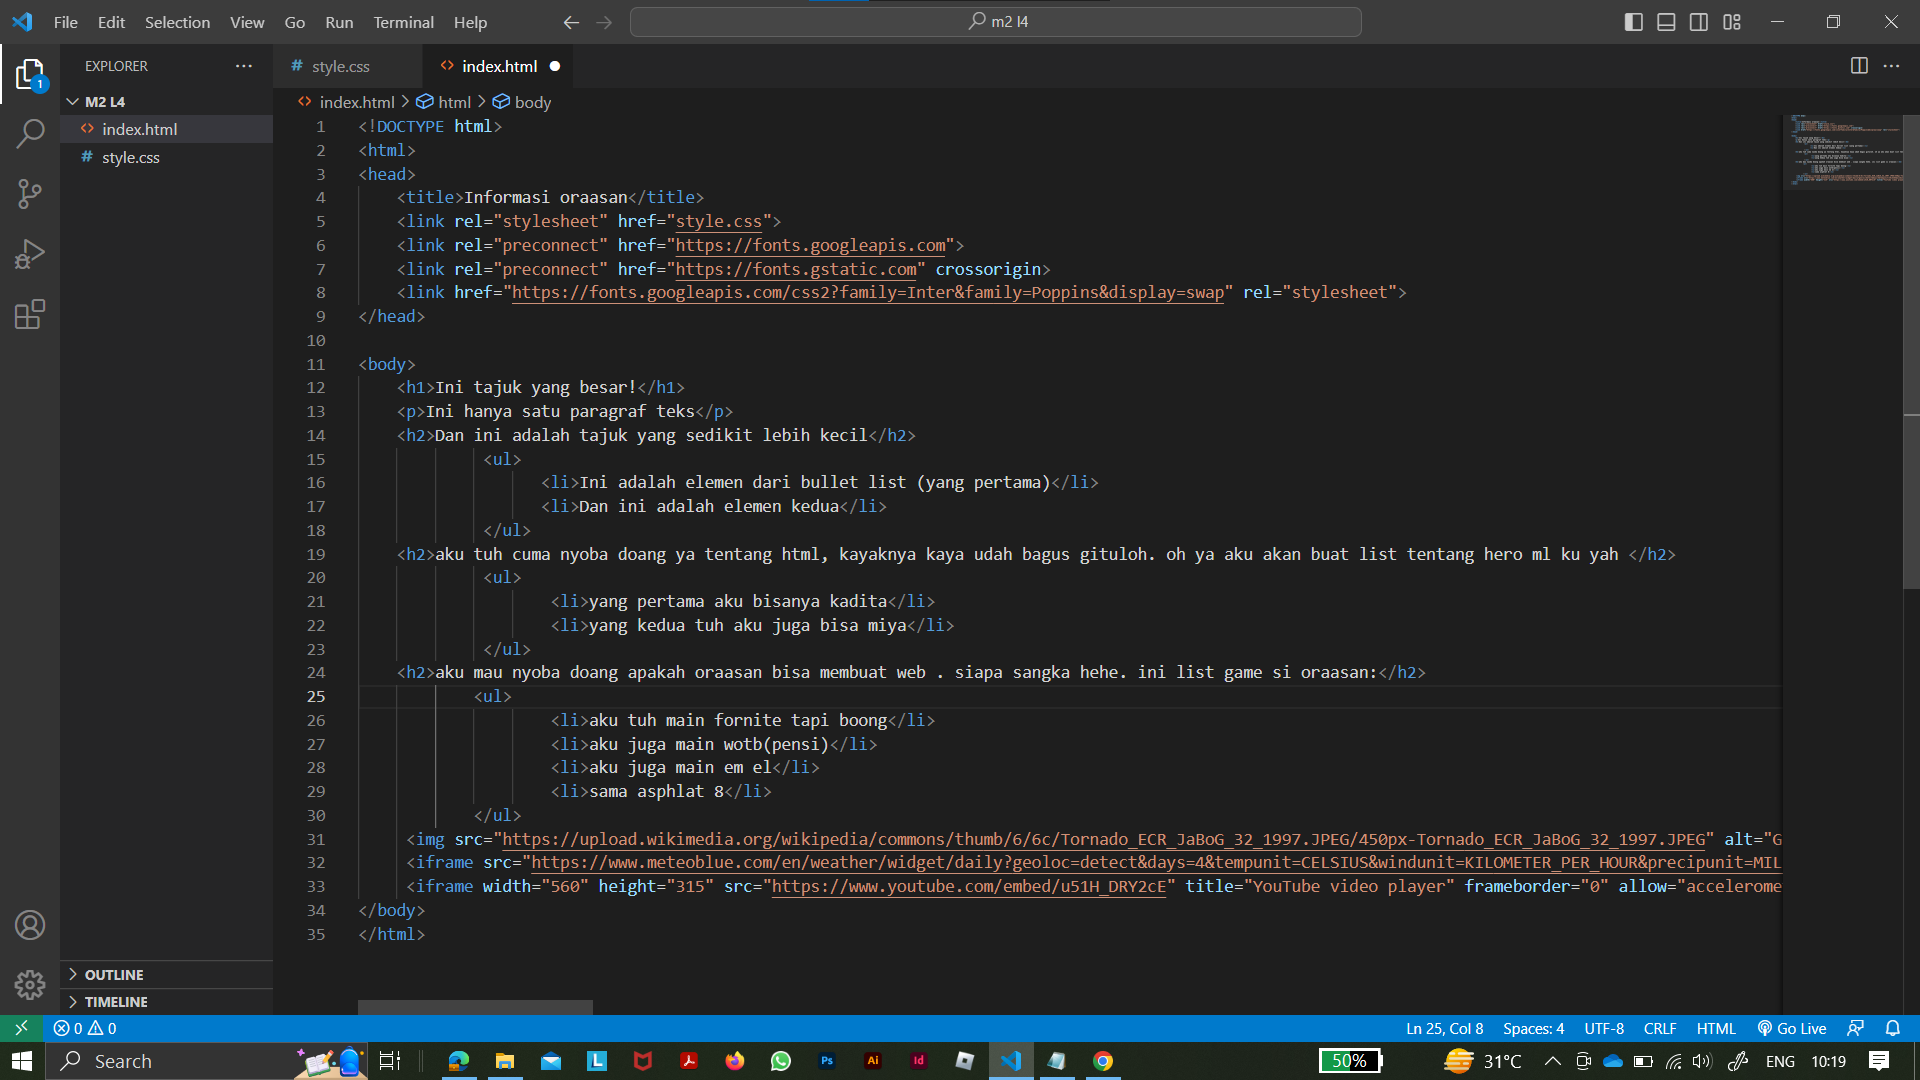 File Edit Selection View Go Run Terminal Help
m2 l4
EXPLORER
style.css
index.html
M2 L4
index.html
style.css
index.html > html > body
1 <!DOCTYPE html>
2 <html>
3 <head>
4 <title>Informasi oraasan</title>
5 <link rel="stylesheet" href="style.css">
6 <link rel="preconnect" href="https://fonts.googleapis.com">
7 <link rel="preconnect" href="https://fonts.gstatic.com" crossorigin>
8 <link href="https://fonts.googleapis.com/css2?family=Inter&family=Poppins&display=swap" rel="stylesheet">
9 </head>
10
11 <body>
12 <h1>Ini tajuk yang besar!</h1>
13 <p>Ini hanya satu paragraf teks</p>
14 <h2>Dan ini adalah tajuk yang sedikit lebih kecil</h2>
15 <ul>
16 <li>Ini adalah elemen dari bullet list (yang pertama)</li>
17 <li>Dan ini adalah elemen kedua</li>
18 </ul>
19 <h2>aku tuh cuma nyoba doang ya tentang html, kayaknya kaya udah bagus gituloh. oh ya aku akan buat list tentang hero ml ku yah </h2>
20 <ul>
21 <li>yang pertama aku bisanya kadita</li>
22 <li>yang kedua tuh aku juga bisa miya</li>
23 </ul>
24 <h2>aku mau nyoba doang apakah oraasan bisa membuat web . siapa sangka hehe. ini list game si oraasan:</h2>
25 <ul>
26 <li>aku tuh main fornite tapi boong</li>
27 <li>aku juga main wotb(pensi)</li>
28 <li>aku juga main em el</li>
29 <li>sama asphlat 8</li>
30 </ul>
31 <img src="https://upload.wikimedia.org/wikipedia/commons/thumb/6/6c/Tornado_ECR_JaBoG_32_1997.JPEG/450px-Tornado_ECR_JaBoG_32_1997.JPEG" alt="G
32 <iframe src="https://www.meteoblue.com/en/weather/widget/daily?geoloc=detect&days=4&tempunit=CELSIUS&windunit=KILOMETER_PER_HOUR&precipunit=MIL
33 <iframe width="560" height="315" src="https://www.youtube.com/embed/u51H_DRY2cE" title="YouTube video player" frameborder="0" allow="accelerome
34 </body>
35 </html>
OUTLINE
TIMELINE
0 0 Ln 25, Col 8 Spaces: 4 UTF-8 CRLF HTML Go Live
Search 50% 31°C ENG 10:19